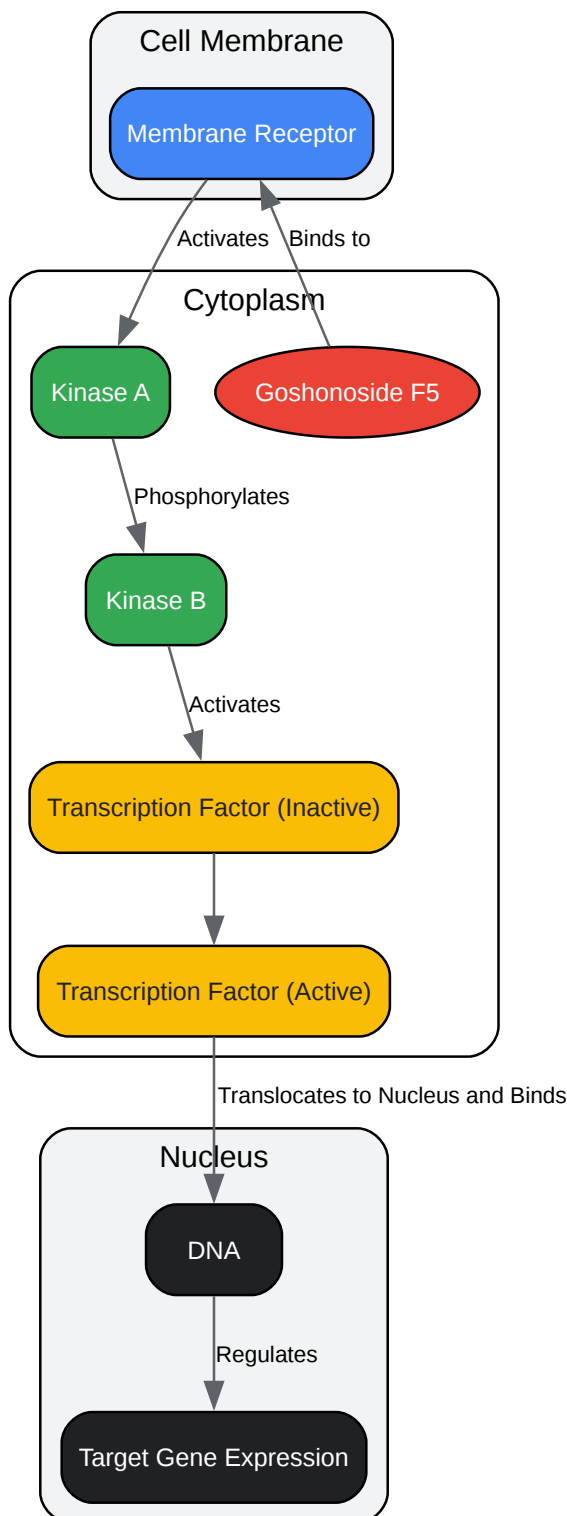 Cell Membrane
Membrane Receptor
Activates
Binds to
Cytoplasm
Kinase A
Goshonoside F5
Phosphorylates
Kinase B
Activates
Transcription Factor (Inactive)
Transcription Factor (Active)
Translocates to Nucleus and Binds
Nucleus
DNA
Regulates
Target Gene Expression